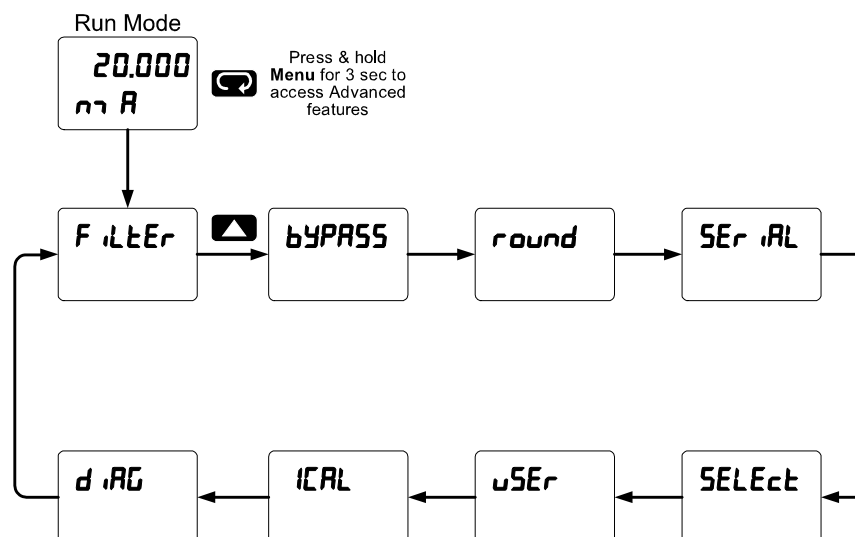 Run Mode
20.000
mA
Press & hold
Menu for 3 sec to
access Advanced
features
FiLtEr
bYPASS
round
SEriAL
diAG
ICAL
uSEr
SELEct